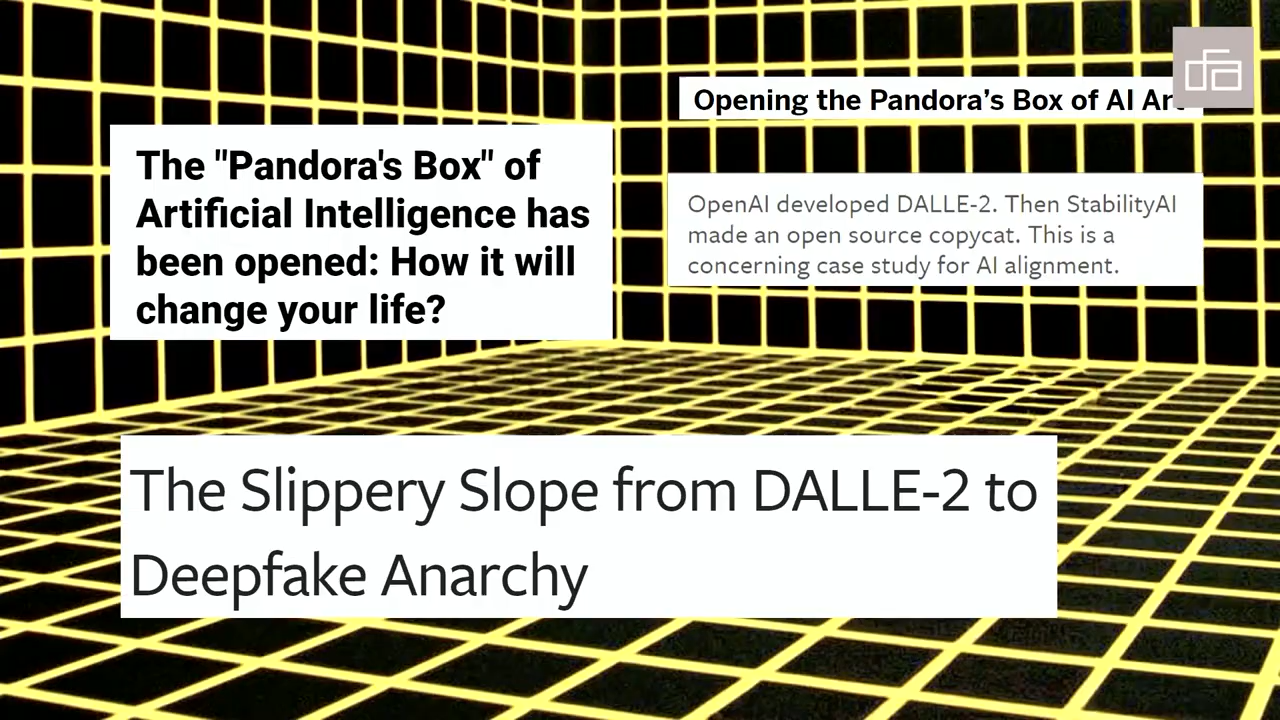 Opening the Pandora's Box of AI
The "Pandora's Box" of
Artificial Intelligence has
been opened: How it will
change your life?
OpenAI developed DALLE-2. Then StabilityAI
made an open source copycat. This is a
concerning case study for AI alignment.
The Slippery Slope from DALLE-2 to
Deepfake Anarchy
dfa